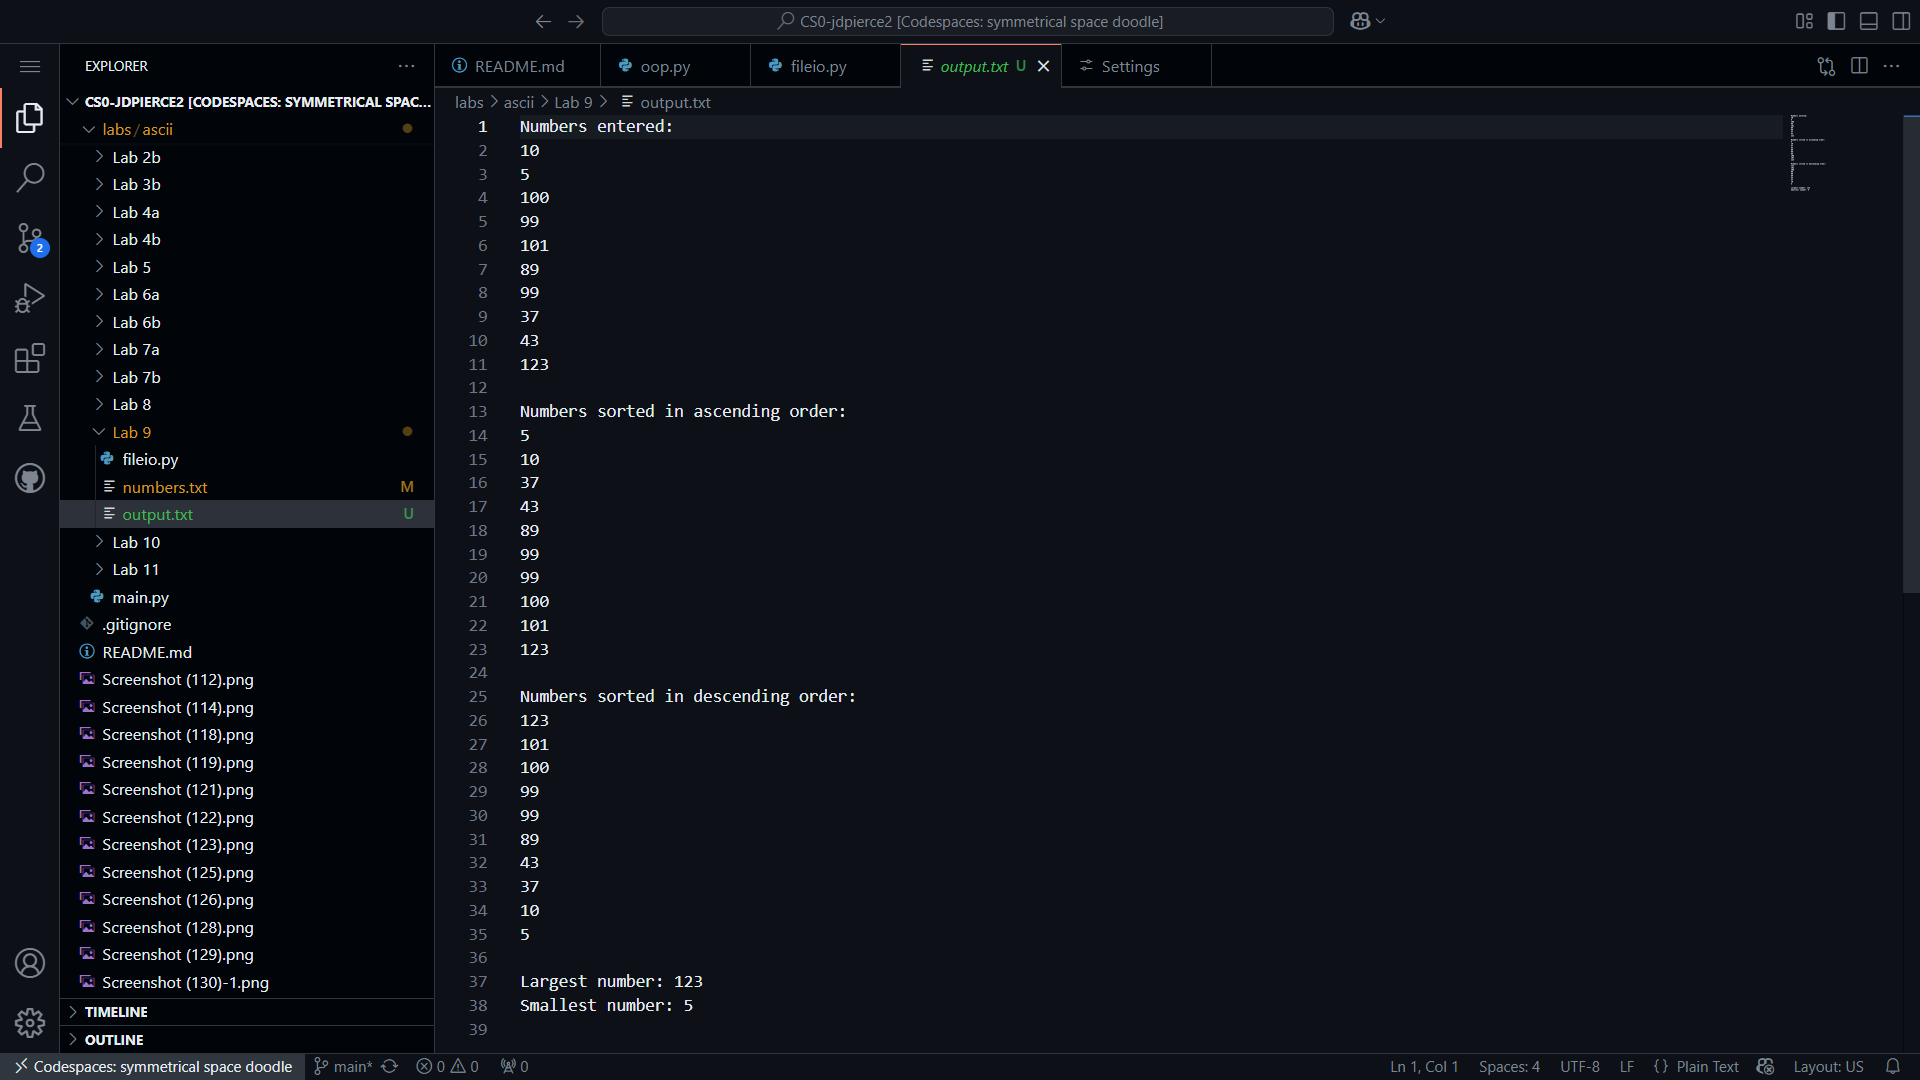 CS0-jdpierce2 [Codespaces: symmetrical space doodle]
EXPLORER
CS0-JDPIERCE2 [CODESPACES: SYMMETRICAL SPAC...
labs / ascii
Lab 2b
Lab 3b
Lab 4a
Lab 4b
Lab 5
Lab 6a
Lab 6b
Lab 7a
Lab 7b
Lab 8
Lab 9
fileio.py
numbers.txt M
output.txt U
Lab 10
Lab 11
main.py
.gitignore
README.md
Screenshot (112).png
Screenshot (114).png
Screenshot (118).png
Screenshot (119).png
Screenshot (121).png
Screenshot (122).png
Screenshot (123).png
Screenshot (125).png
Screenshot (126).png
Screenshot (128).png
Screenshot (129).png
Screenshot (130)-1.png
TIMELINE
OUTLINE
2
README.md oop.py fileio.py output.txt U Settings
labs > ascii > Lab 9 > output.txt
1 Numbers entered:
2 10
3 5
4 100
5 99
6 101
7 89
8 99
9 37
10 43
11 123
12
13 Numbers sorted in ascending order:
14 5
15 10
16 37
17 43
18 89
19 99
20 99
21 100
22 101
23 123
24
25 Numbers sorted in descending order:
26 123
27 101
28 100
29 99
30 99
31 89
32 43
33 37
34 10
35 5
36
37 Largest number: 123
38 Smallest number: 5
39
Codespaces: symmetrical space doodle main* 0 0 0 Ln 1, Col 1 Spaces: 4 UTF-8 LF {} Plain Text Layout: US